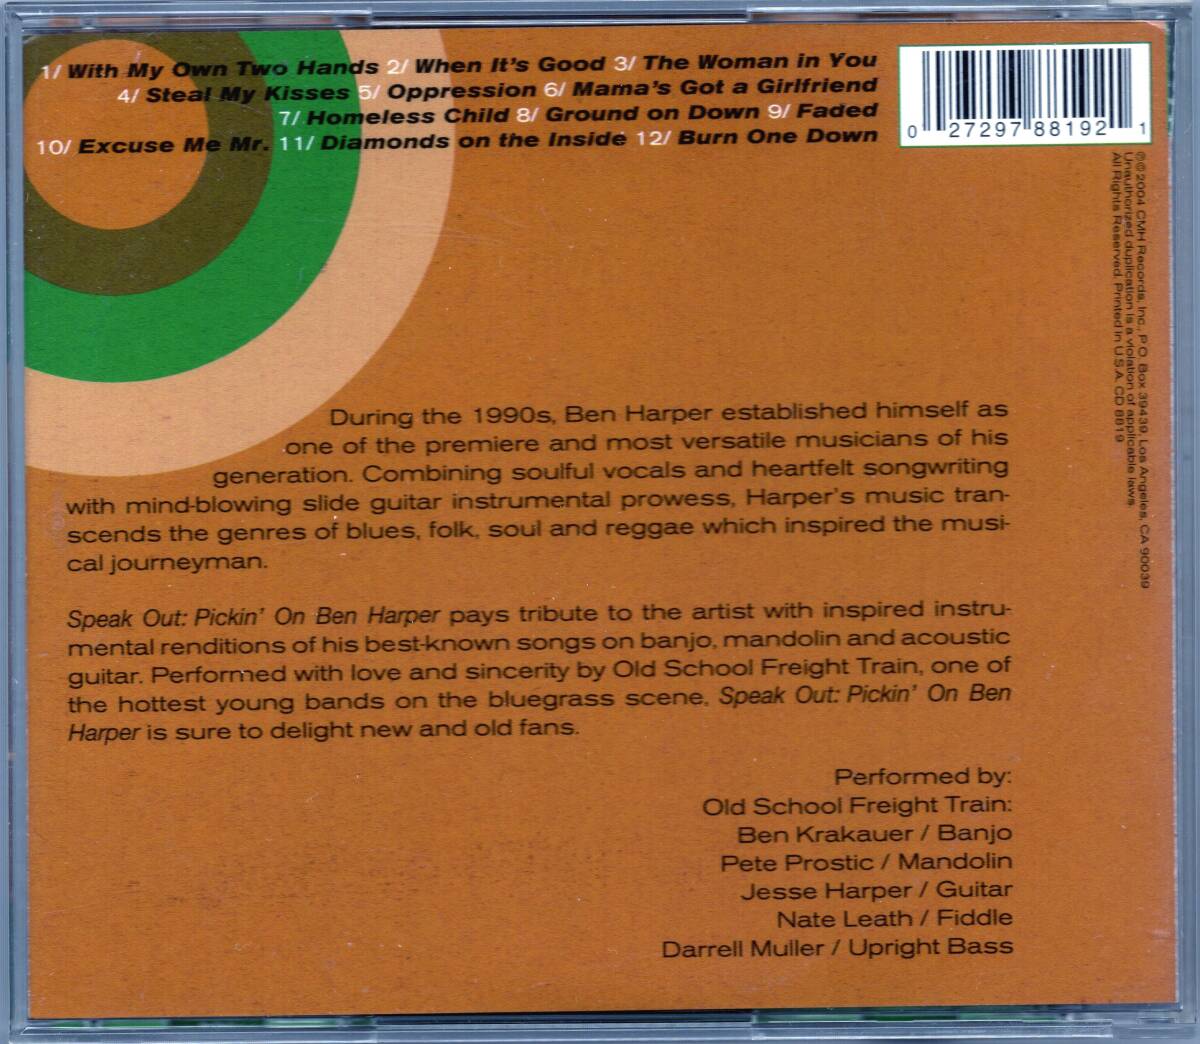 1/ With My Own Two Hands 2/ When It's Good 3/ The Woman in You
4/ Steal My Kisses 5/ Oppression 6/ Mama's Got a Girlfriend
7/ Homeless Child 8/ Ground on Down 9/ Faded
10/ Excuse Me Mr. 11/ Diamonds on the Inside 12/ Burn One Down
0 27297 88192 1
℗©2004 CMH Records, Inc., P.O. Box 39439, Los Angeles, CA 90039
Unauthorized duplication is a violation of applicable laws.
All Rights Reserved. Printed in U.S.A. CD 8819
During the 1990s, Ben Harper established himself as
one of the premiere and most versatile musicians of his
generation. Combining soulful vocals and heartfelt songwriting
with mind-blowing slide guitar instrumental prowess, Harper's music tran-
scends the genres of blues, folk, soul and reggae which inspired the musi-
cal journeyman.
Speak Out: Pickin' On Ben Harper pays tribute to the artist with inspired instru-
mental renditions of his best-known songs on banjo, mandolin and acoustic
guitar. Performed with love and sincerity by Old School Freight Train, one of
the hottest young bands on the bluegrass scene, Speak Out: Pickin' On Ben
Harper is sure to delight new and old fans.
Performed by:
Old School Freight Train:
Ben Krakauer / Banjo
Pete Prostic / Mandolin
Jesse Harper / Guitar
Nate Leath / Fiddle
Darrell Muller / Upright Bass